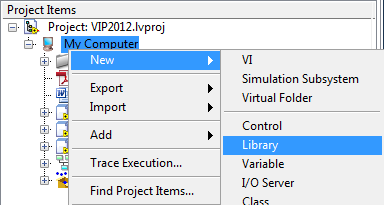 Project Items
Project: VIP2012.lvproj
My Computer
New
Export
Import
Add
Trace Execution...
Find Project Items...
VI
Simulation Subsystem
Virtual Folder
Control
Library
Variable
I/O Server
Class